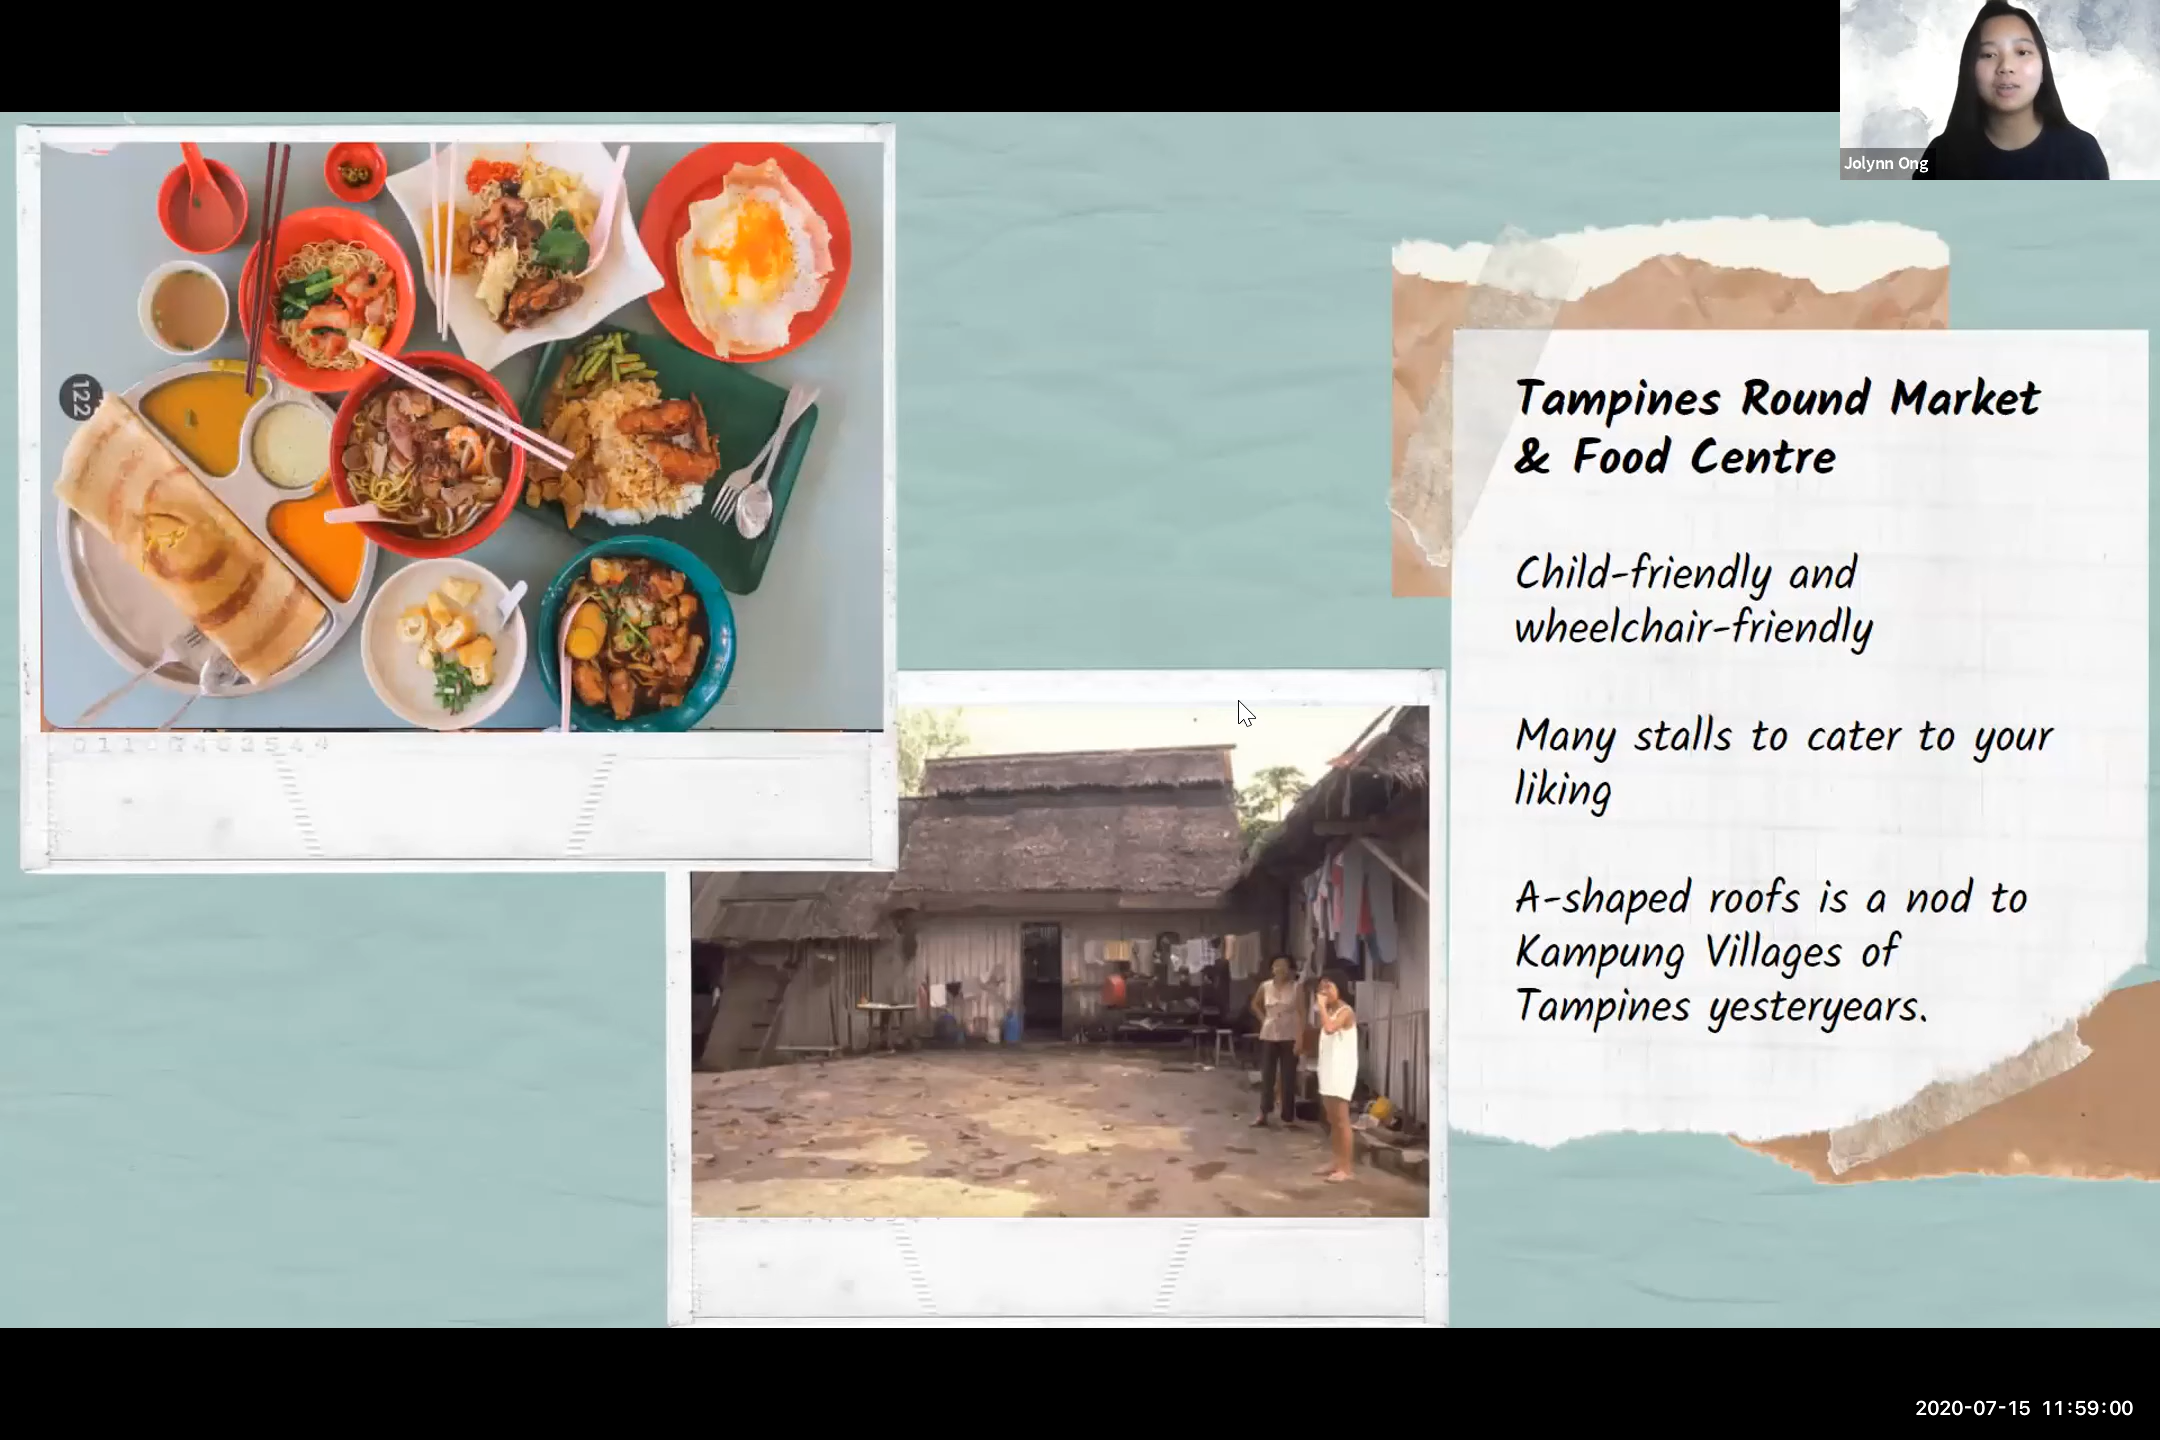 Jolynn Ong
122
Tampines Round Market
& Food Centre
Child-friendly and
wheelchair-friendly
Many stalls to cater to your
liking
A-shaped roofs is a nod to
Kampung Villages of
Tampines yesteryears.
2020-07-15 11:59:00